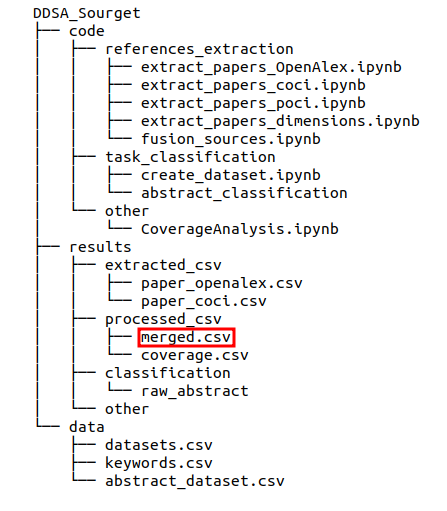 DDSA_Sourget
├── code
│   ├── references_extraction
│   │   ├── extract_papers_OpenAlex.ipynb
│   │   ├── extract_papers_coci.ipynb
│   │   ├── extract_papers_poci.ipynb
│   │   ├── extract_papers_dimensions.ipynb
│   │   └── fusion_sources.ipynb
│   ├── task_classification
│   │   ├── create_dataset.ipynb
│   │   └── abstract_classification
│   └── other
│       └── CoverageAnalysis.ipynb
├── results
│   ├── extracted_csv
│   │   ├── paper_openalex.csv
│   │   └── paper_coci.csv
│   ├── processed_csv
│   │   ├── merged.csv
│   │   └── coverage.csv
│   ├── classification
│   │   └── raw_abstract
│   └── other
└── data
    ├── datasets.csv
    ├── keywords.csv
    └── abstract_dataset.csv